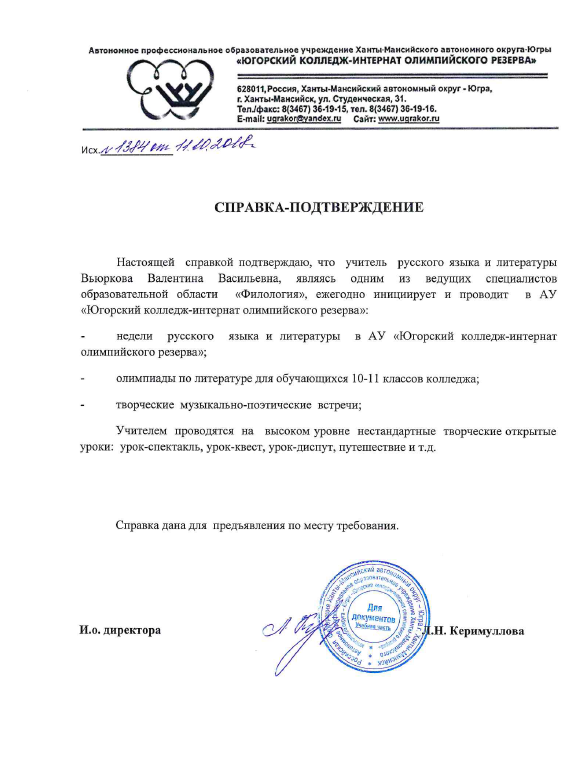 Автономное профессиональное образовательное учреждение Ханты-Мансийского автономного округа-Югры
«ЮГОРСКИЙ КОЛЛЕДЖ-ИНТЕРНАТ ОЛИМПИЙСКОГО РЕЗЕРВА»
628011,Россия, Ханты-Мансийский автономный округ - Югра,
г. Ханты-Мансийск, ул. Студенческая, 31.
Тел./факс: 8(3467) 36-19-15, тел. 8(3467) 36-19-16.
E-mail: ugrakor@yandex.ru Сайт: www.ugrakor.ru
Исх. № 1384 от 11.10.2018г.
СПРАВКА-ПОДТВЕРЖДЕНИЕ
Настоящей справкой подтверждаю, что учитель русского языка и литературы
Вьюркова Валентина Васильевна, являясь одним из ведущих специалистов
образовательной области «Филология», ежегодно инициирует и проводит в АУ
«Югорский колледж-интернат олимпийского резерва»:
- недели русского языка и литературы в АУ «Югорский колледж-интернат
олимпийского резерва»;
- олимпиады по литературе для обучающихся 10-11 классов колледжа;
- творческие музыкально-поэтические встречи;
Учителем проводятся на высоком уровне нестандартные творческие открытые
уроки: урок-спектакль, урок-квест, урок-диспут, путешествие и т.д.
Справка дана для предъявления по месту требования.
Для
документов
Учебная часть
И.о. директора
Л.Н. Керимуллова